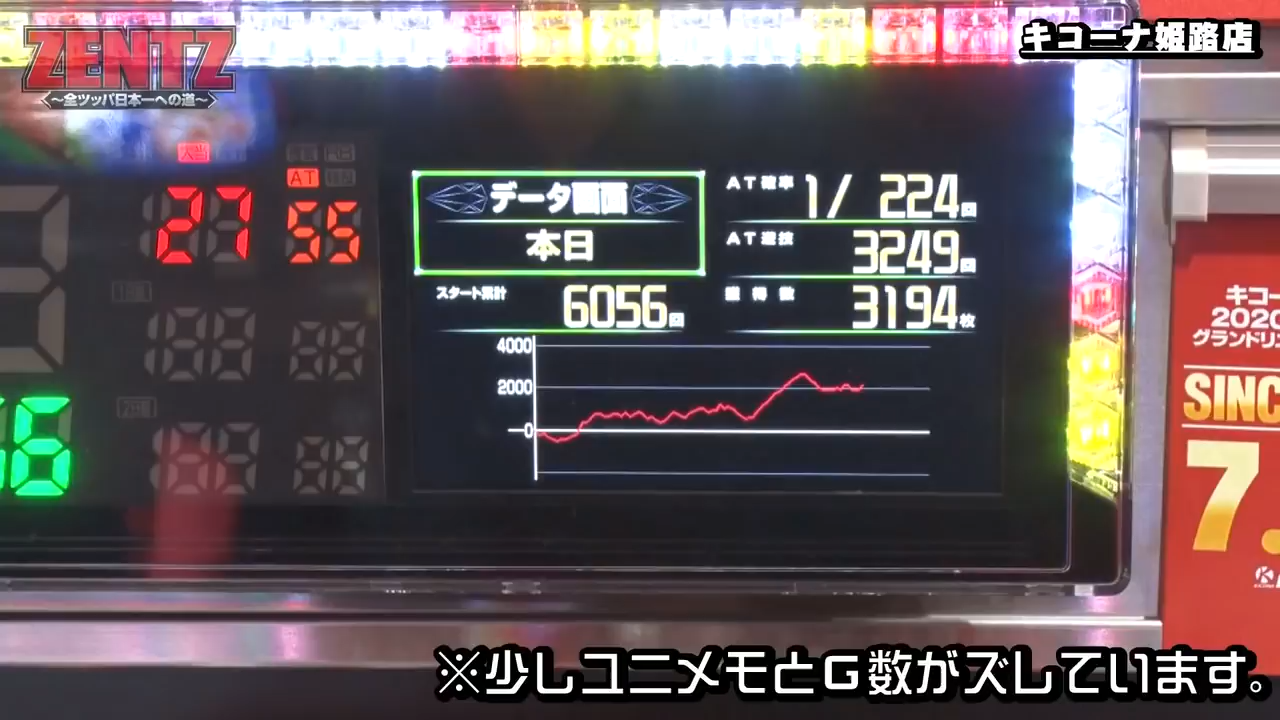 ZENTZ
～全ツッパ日本一への道～
キコーナ姫路店
大当
AT
27
55
データ画面
本日
AT確率 1/ 224回
AT遊技 3249回
スタート累計 6056回
獲得数 3194枚
4000
2000
0
6
キコー
2020
グランドリニ
SINC
7.
※少しユニメモとG数がズレています。